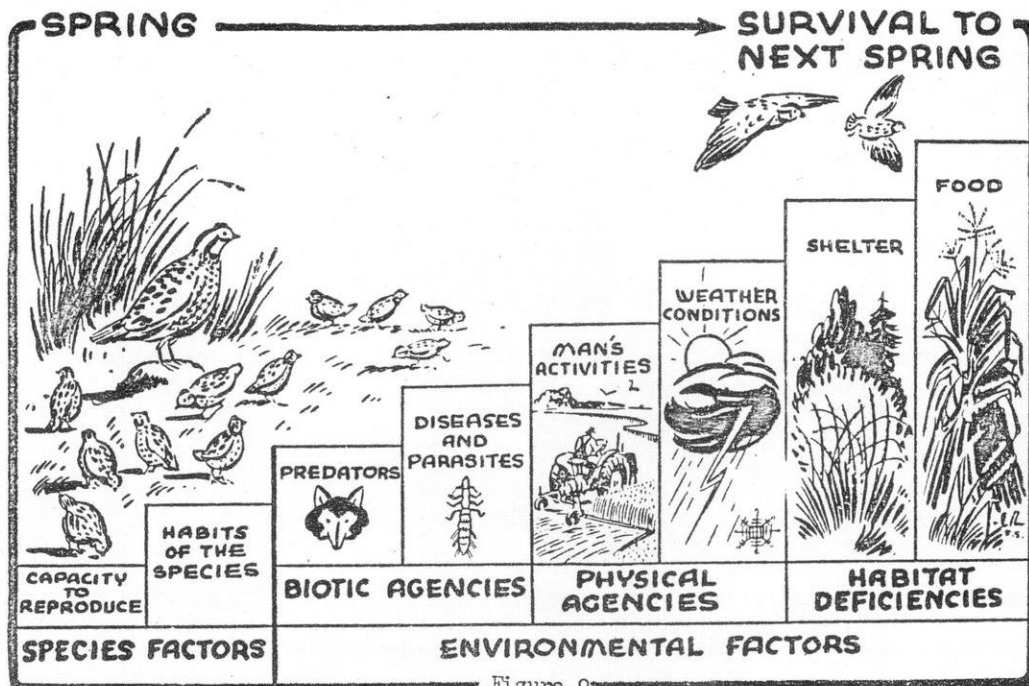 SPRING
SURVIVAL TO
NEXT SPRING
FOOD
SHELTER
WEATHER
CONDITIONS
MAN'S
ACTIVITIES
DISEASES
AND
PARASITES
PREDATORS
HABITS
OF THE
SPECIES
CAPACITY
TO
REPRODUCE
BIOTIC AGENCIES
PHYSICAL
AGENCIES
HABITAT
DEFICIENCIES
SPECIES FACTORS
ENVIRONMENTAL FACTORS